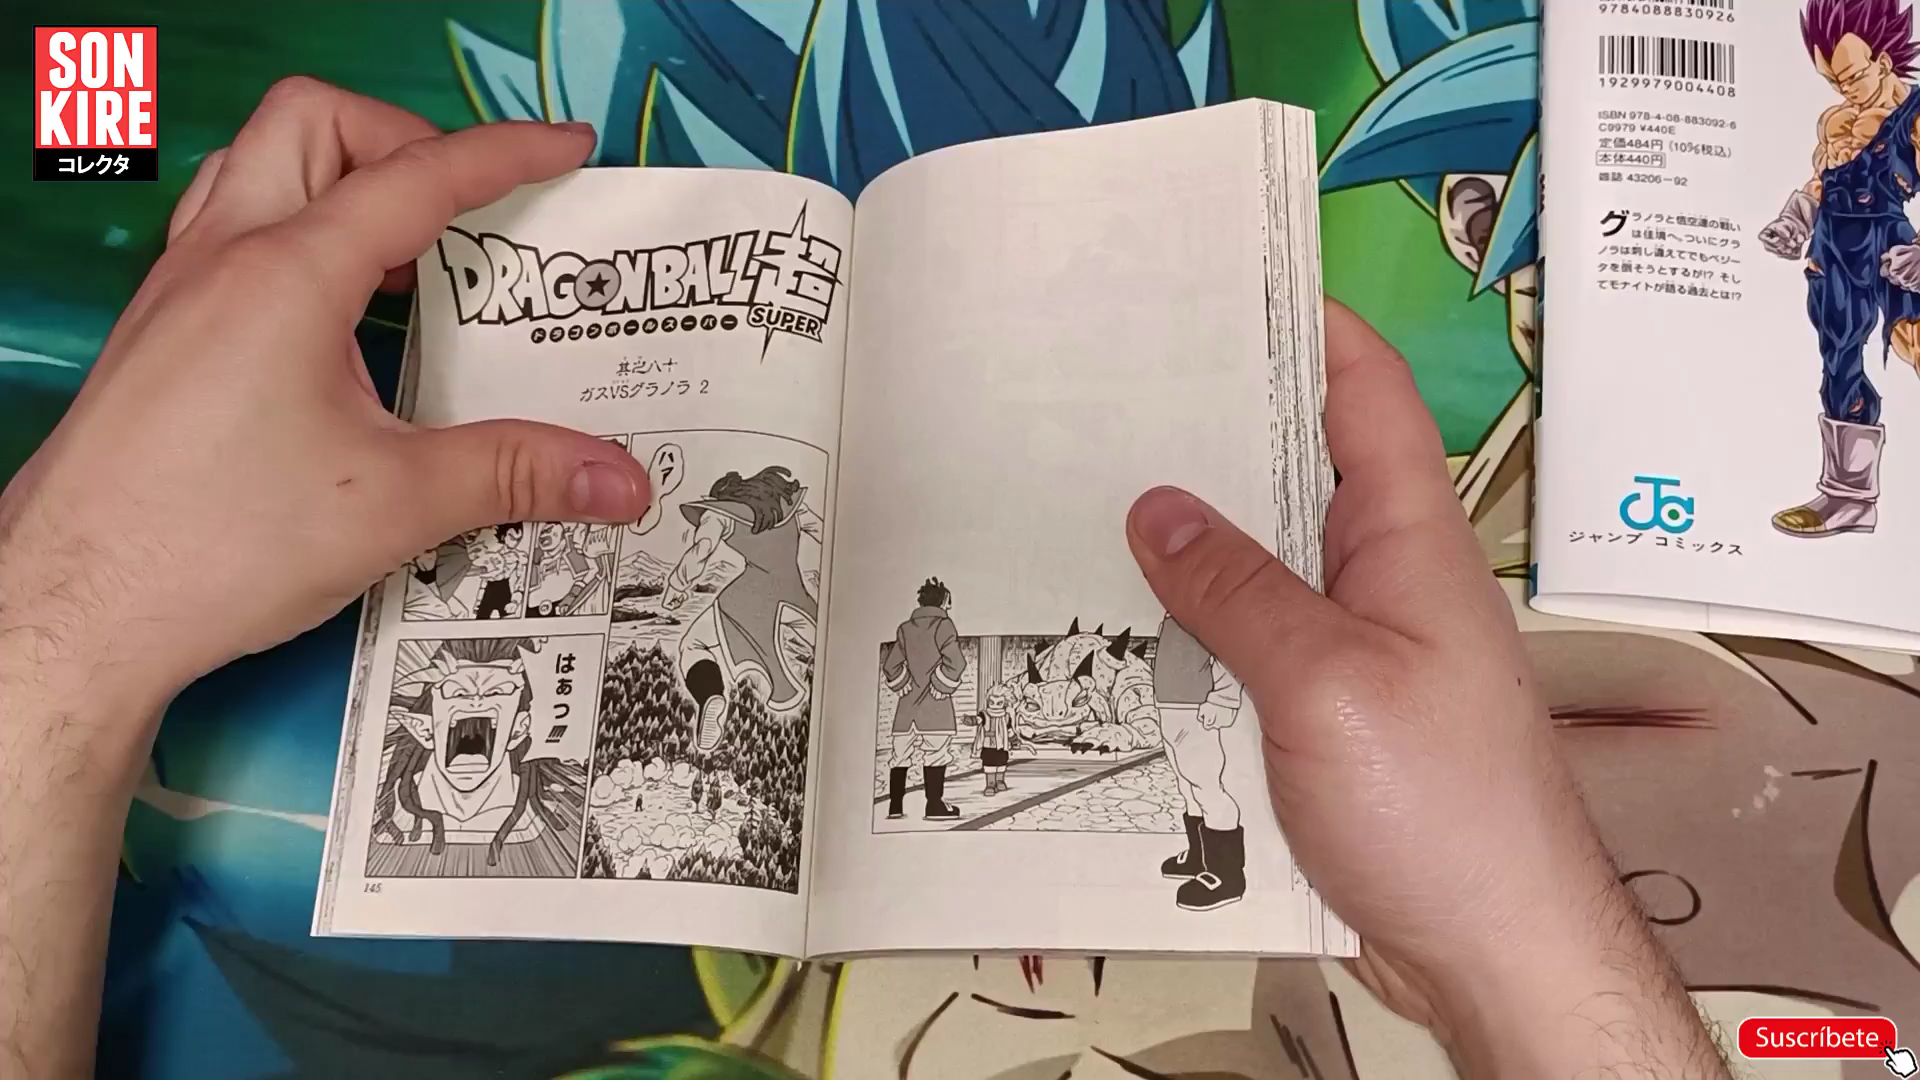 SON
KIRE
コレクタ
DRAGON BALL超
SUPER
ドラゴンボールスーパー
其之八十
ガスVSグラノラ 2
ハア
はぁっ!!!!
145
9784088830926
1929979004408
ISBN 978-4-08-883092-6
C9979 ¥440E
定価484円 (10%税込)
本体440円
雑誌 43206-92
グラノラと悟空達の戦い
は佳境へ。ついにグラ
ノラは刺し違えてでもベジー
タを倒そうとするが!? そし
てモナイトが語る過去とは!?
JC
ジャンプ コミックス
Suscríbete